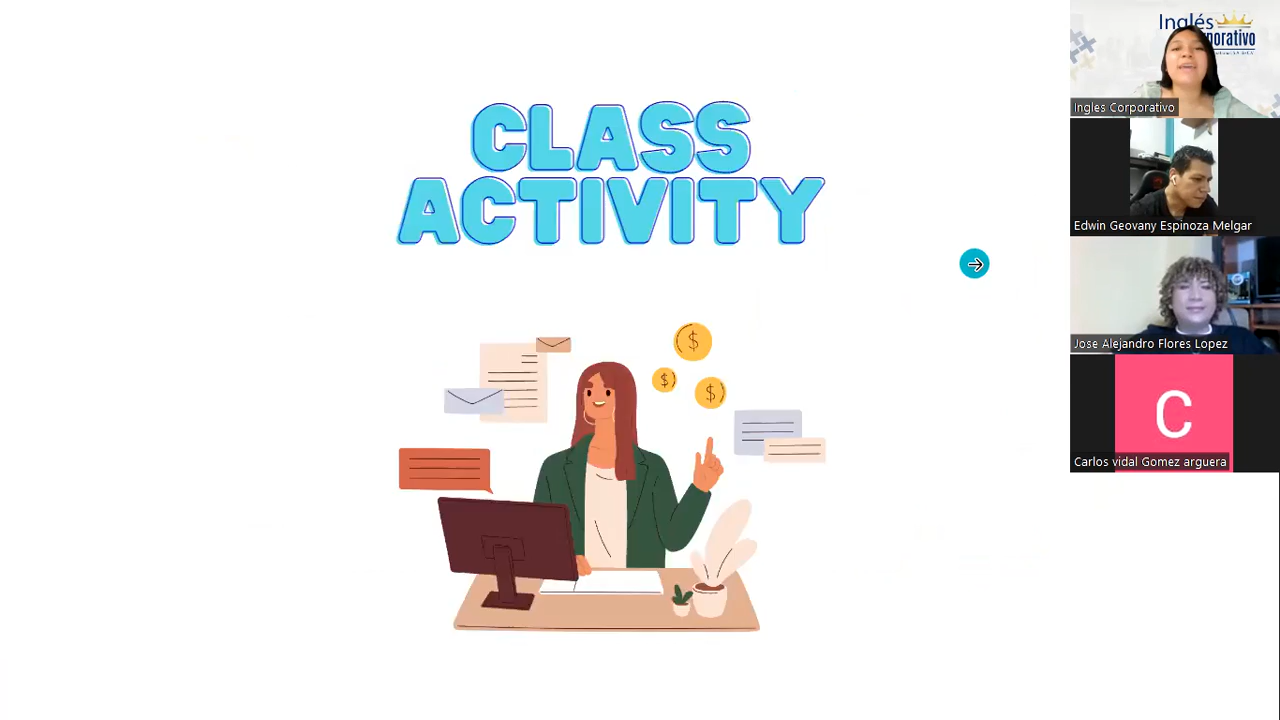 CLASS
ACTIVITY
$
$
$
Inglés
Ingles Corporativo
Edwin Geovany Espinoza Melgar
Jose Alejandro Flores Lopez
C
Carlos vidal Gomez arguera